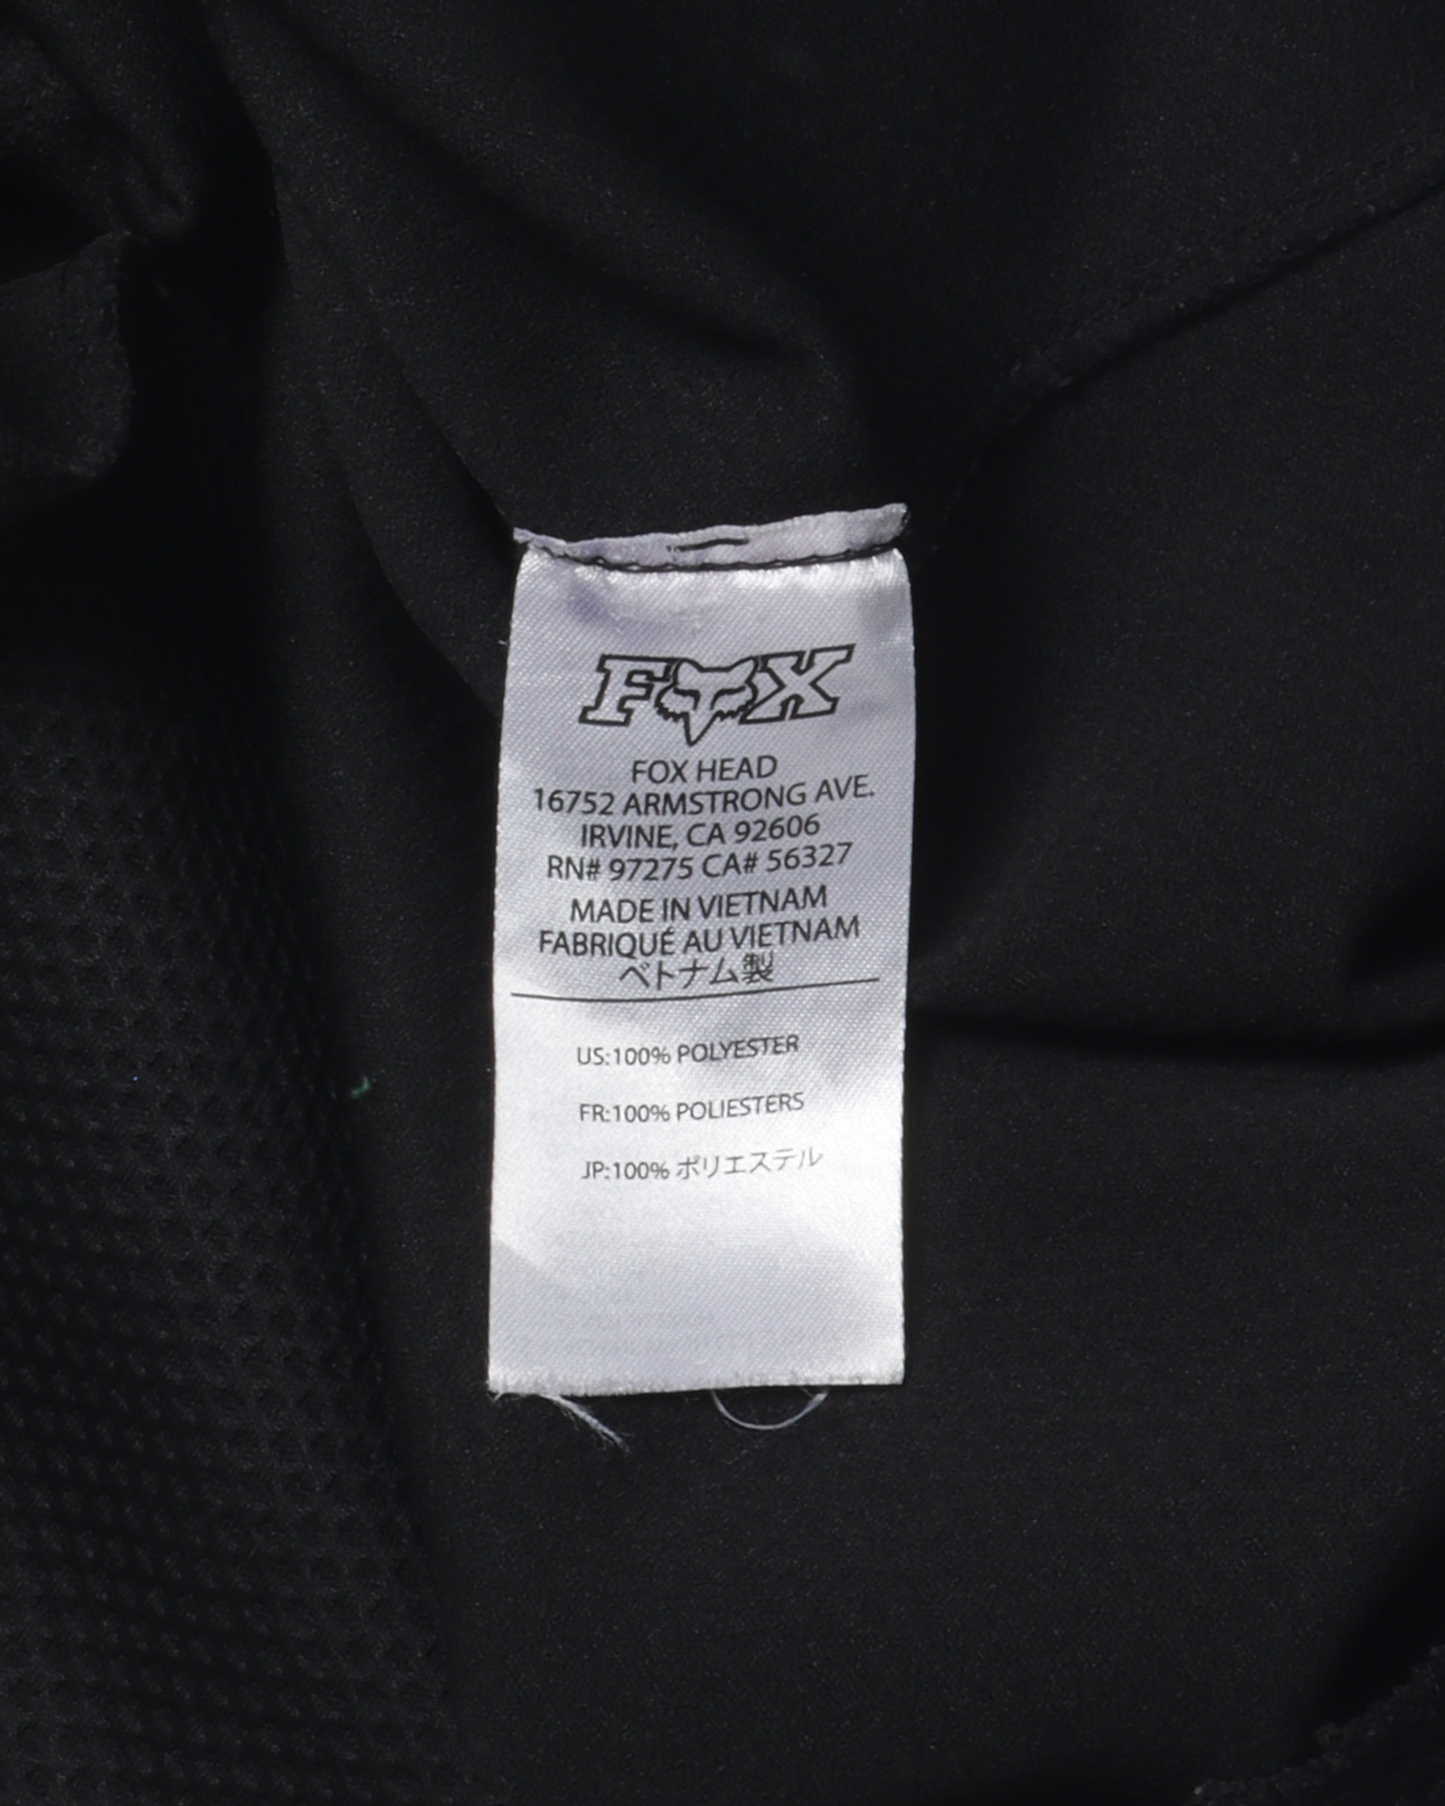 FOX
FOX HEAD
16752 ARMSTRONG AVE.
IRVINE, CA 92606
RN# 97275 CA# 56327
MADE IN VIETNAM
FABRIQUÉ AU VIETNAM
ベトナム製
US:100% POLYESTER
FR:100% POLIESTERS
JP:100% ポリエステル